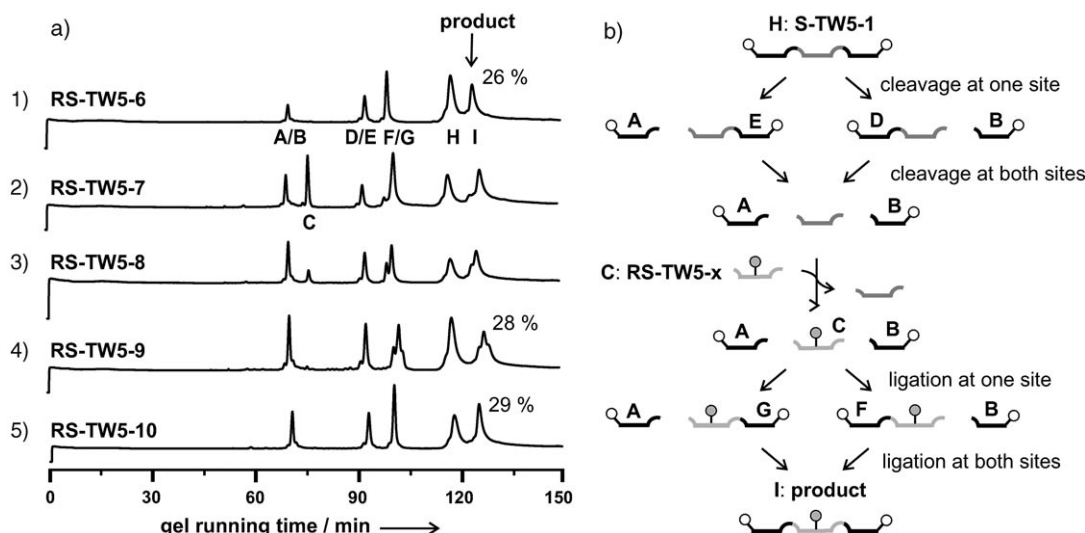 a)
product
26 %
1) RS-TW5-6
A/B D/E F/G H I
2) RS-TW5-7
C
3) RS-TW5-8
4) RS-TW5-9
28 %
5) RS-TW5-10
29 %
0 30 60 90 120 150
gel running time / min
b)
H: S-TW5-1
cleavage at one site
A E D B
cleavage at both sites
A B
C: RS-TW5-x
A C B
ligation at one site
A G F B
ligation at both sites
I: product